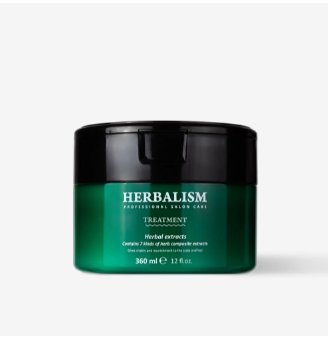 HERBALISM
PROFESSIONAL SALON CARE
TREATMENT
Herbal extracts
Contains 7 kinds of herb composite extracts
360 ml ℮ 12 fl.oz.